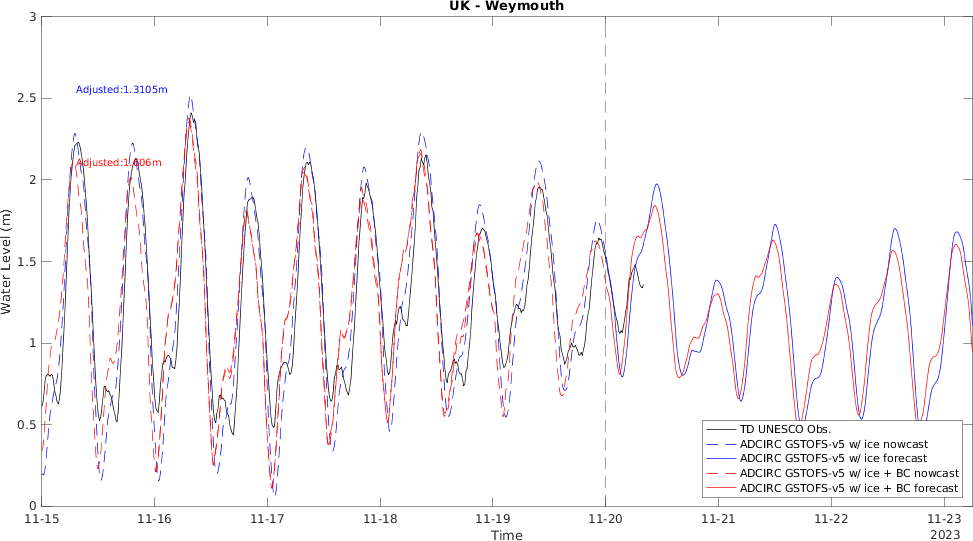 UK - Weymouth
3
2.5
2
1.5
1
0.5
0
Water Level (m)
Adjusted:1.3105m
TD UNESCO Obs.
ADCIRC GSTOFS-v5 w/ ice nowcast
ADCIRC GSTOFS-v5 w/ ice forecast
ADCIRC GSTOFS-v5 w/ ice + BC nowcast
ADCIRC GSTOFS-v5 w/ ice + BC forecast
11-15 11-16 11-17 11-18 11-19 11-20 11-21 11-22 11-23
Time
2023